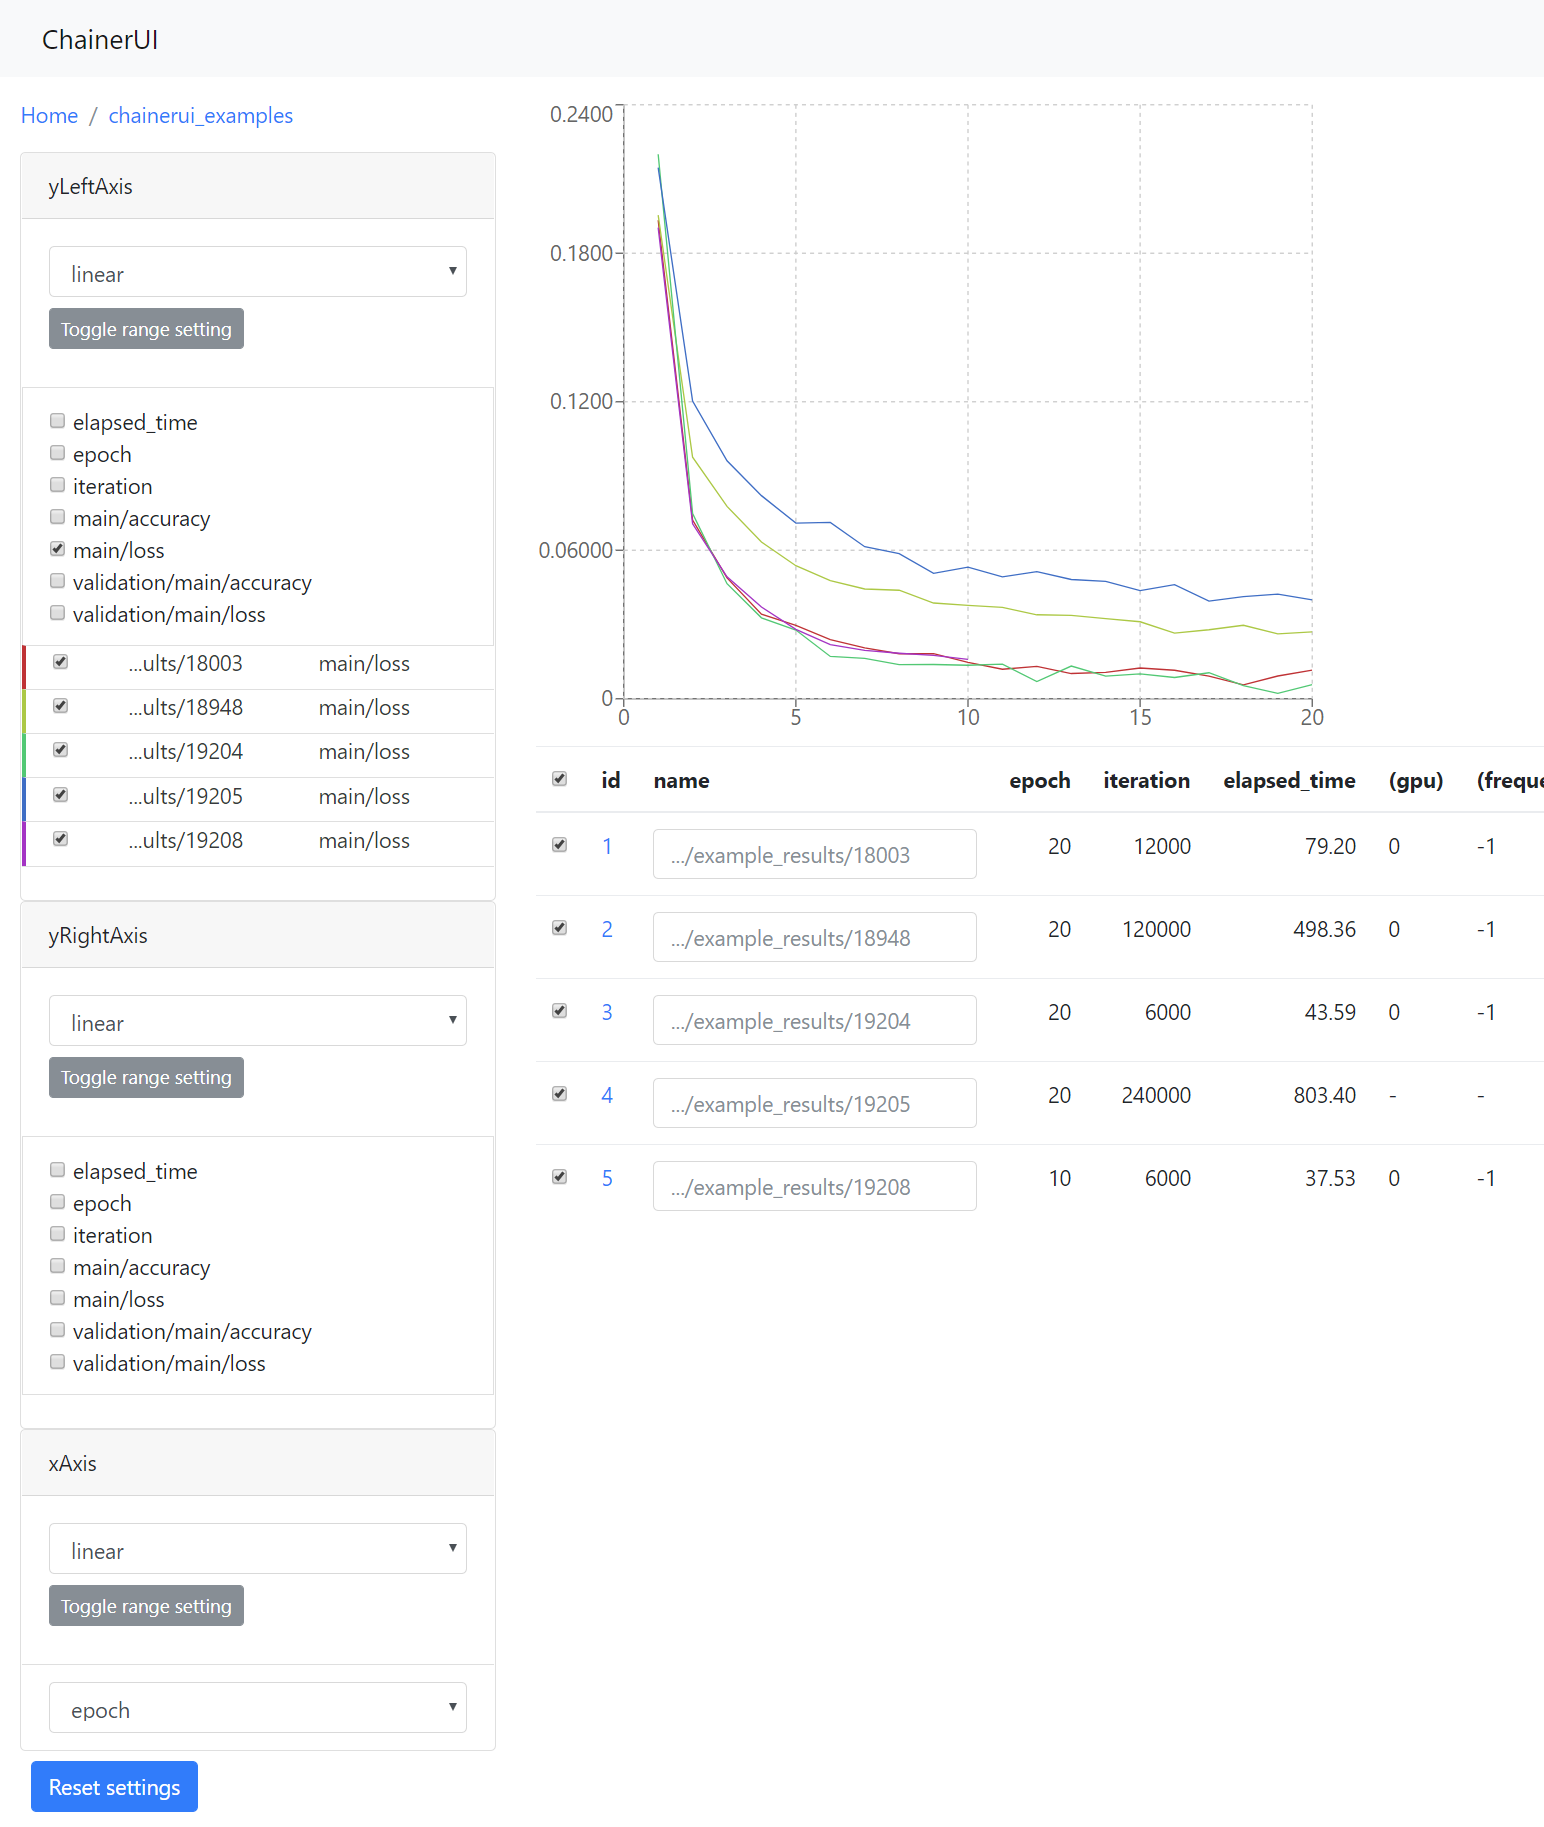 ChainerUI
Home / chainerui_examples
yLeftAxis
linear
Toggle range setting
elapsed_time
epoch
iteration
main/accuracy
main/loss
validation/main/accuracy
validation/main/loss
...ults/18003 main/loss
...ults/18948 main/loss
...ults/19204 main/loss
...ults/19205 main/loss
...ults/19208 main/loss
yRightAxis
linear
Toggle range setting
elapsed_time
epoch
iteration
main/accuracy
main/loss
validation/main/accuracy
validation/main/loss
xAxis
linear
Toggle range setting
epoch
Reset settings
0.2400
0.1800
0.1200
0.06000
0
0 5 10 15 20
id name epoch iteration elapsed_time (gpu) (freque
1 .../example_results/18003 20 12000 79.20 0 -1
2 .../example_results/18948 20 120000 498.36 0 -1
3 .../example_results/19204 20 6000 43.59 0 -1
4 .../example_results/19205 20 240000 803.40 - -
5 .../example_results/19208 10 6000 37.53 0 -1